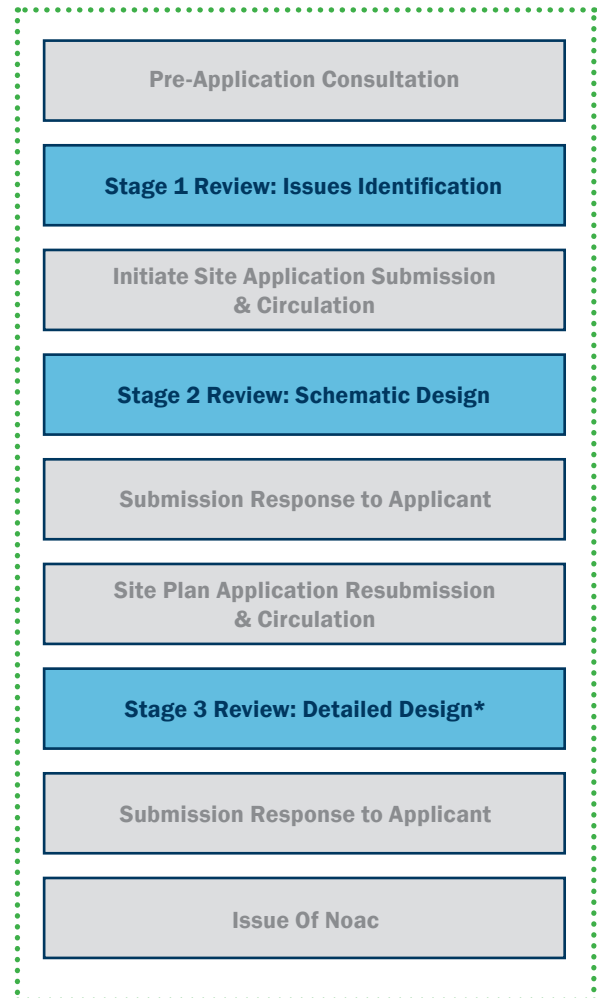 Pre-Application Consultation
Stage 1 Review: Issues Identification
Initiate Site Application Submission
& Circulation
Stage 2 Review: Schematic Design
Submission Response to Applicant
Site Plan Application Resubmission
& Circulation
Stage 3 Review: Detailed Design*
Submission Response to Applicant
Issue Of Noac